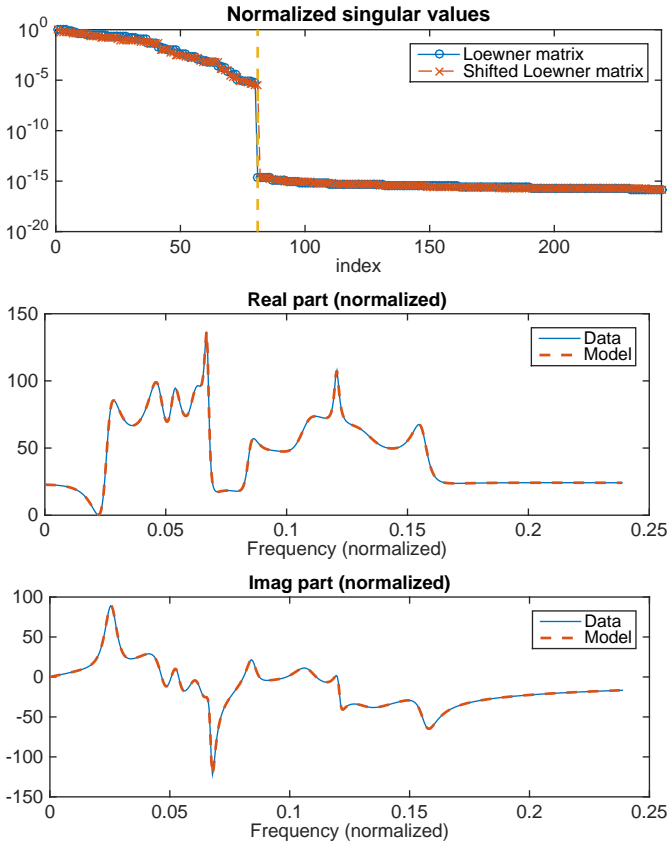 Normalized singular values
10^0
10^-5
10^-10
10^-15
10^-20
Loewner matrix
Shifted Loewner matrix
0 50 100 150 200
index
Real part (normalized)
150
100
50
0
Data
Model
0 0.05 0.1 0.15 0.2 0.25
Frequency (normalized)
Imag part (normalized)
100
50
0
-50
-100
-150
Data
Model
0 0.05 0.1 0.15 0.2 0.25
Frequency (normalized)